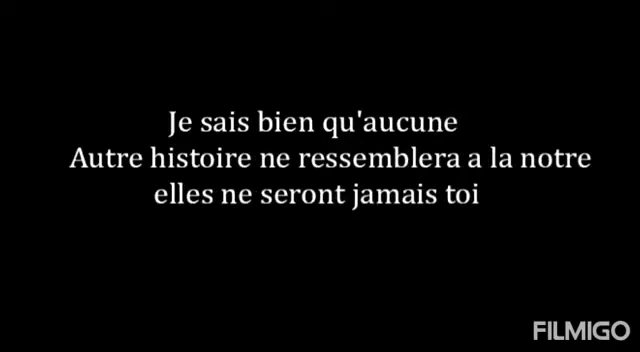 Je sais bien qu'aucune
Autre histoire ne ressemblera a la notre
elles ne seront jamais toi
FILMIGO